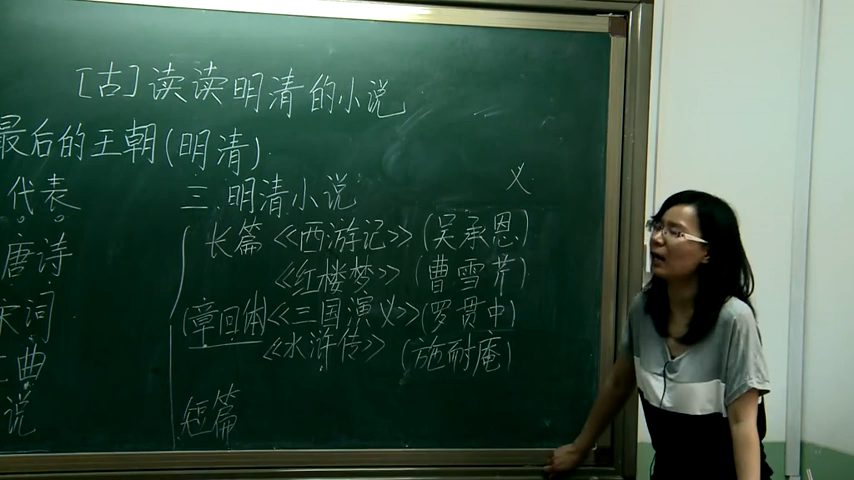 [古]读读明清的小说
最后的王朝(明清)
代表
唐诗
宋词
曲
说
三.明清小说
义
长篇《西游记》(吴承恩)
《红楼梦》(曹雪芹)
(章回体)《三国演义》(罗贯中)
《水浒传》(施耐庵)
短篇